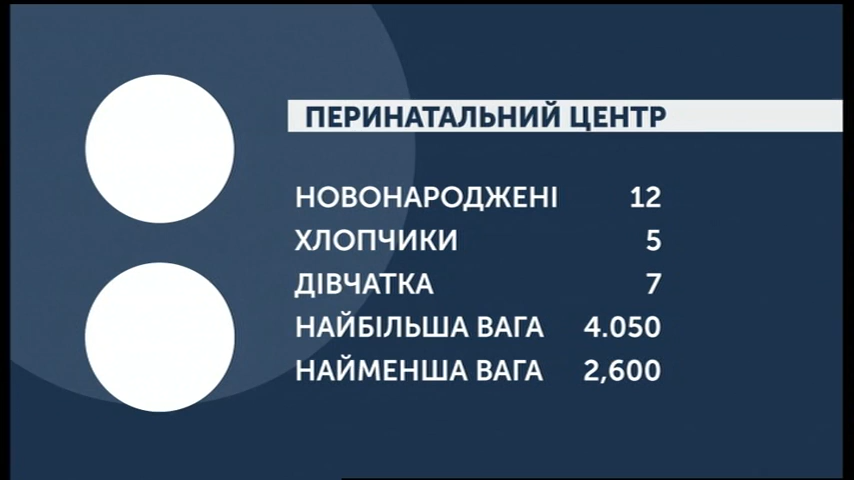 ПЕРИНАТАЛЬНИЙ ЦЕНТР
НОВОНАРОДЖЕНІ 12
ХЛОПЧИКИ 5
ДІВЧАТКА 7
НАЙБІЛЬША ВАГА 4.050
НАЙМЕНША ВАГА 2,600